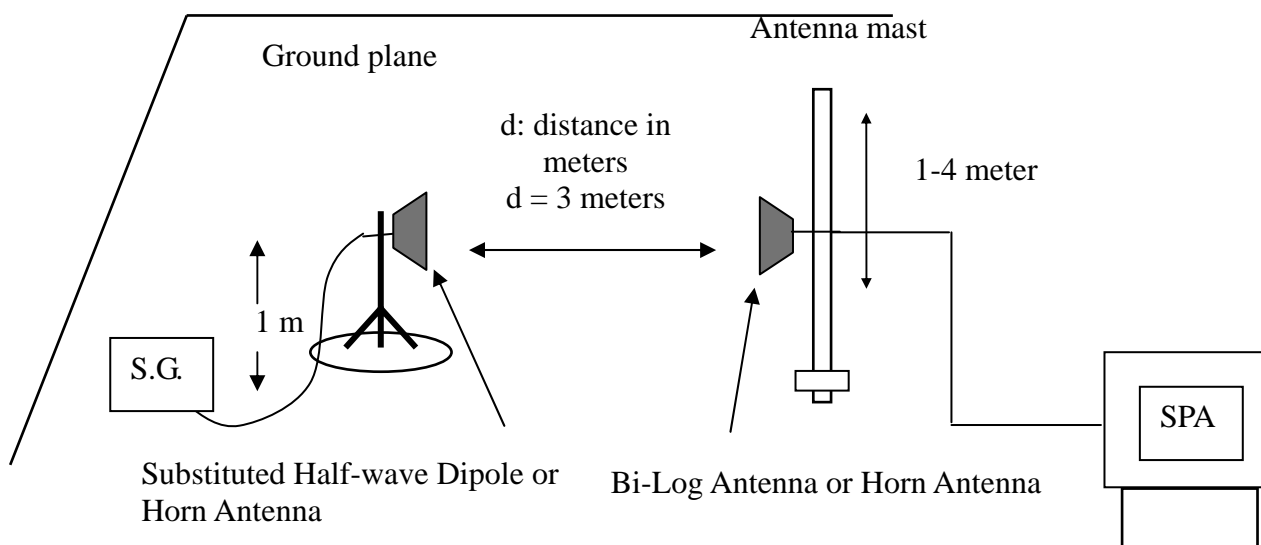 Antenna mast
Ground plane
d: distance in
meters
d = 3 meters
1-4 meter
1 m
S.G.
SPA
Substituted Half-wave Dipole or
Horn Antenna
Bi-Log Antenna or Horn Antenna